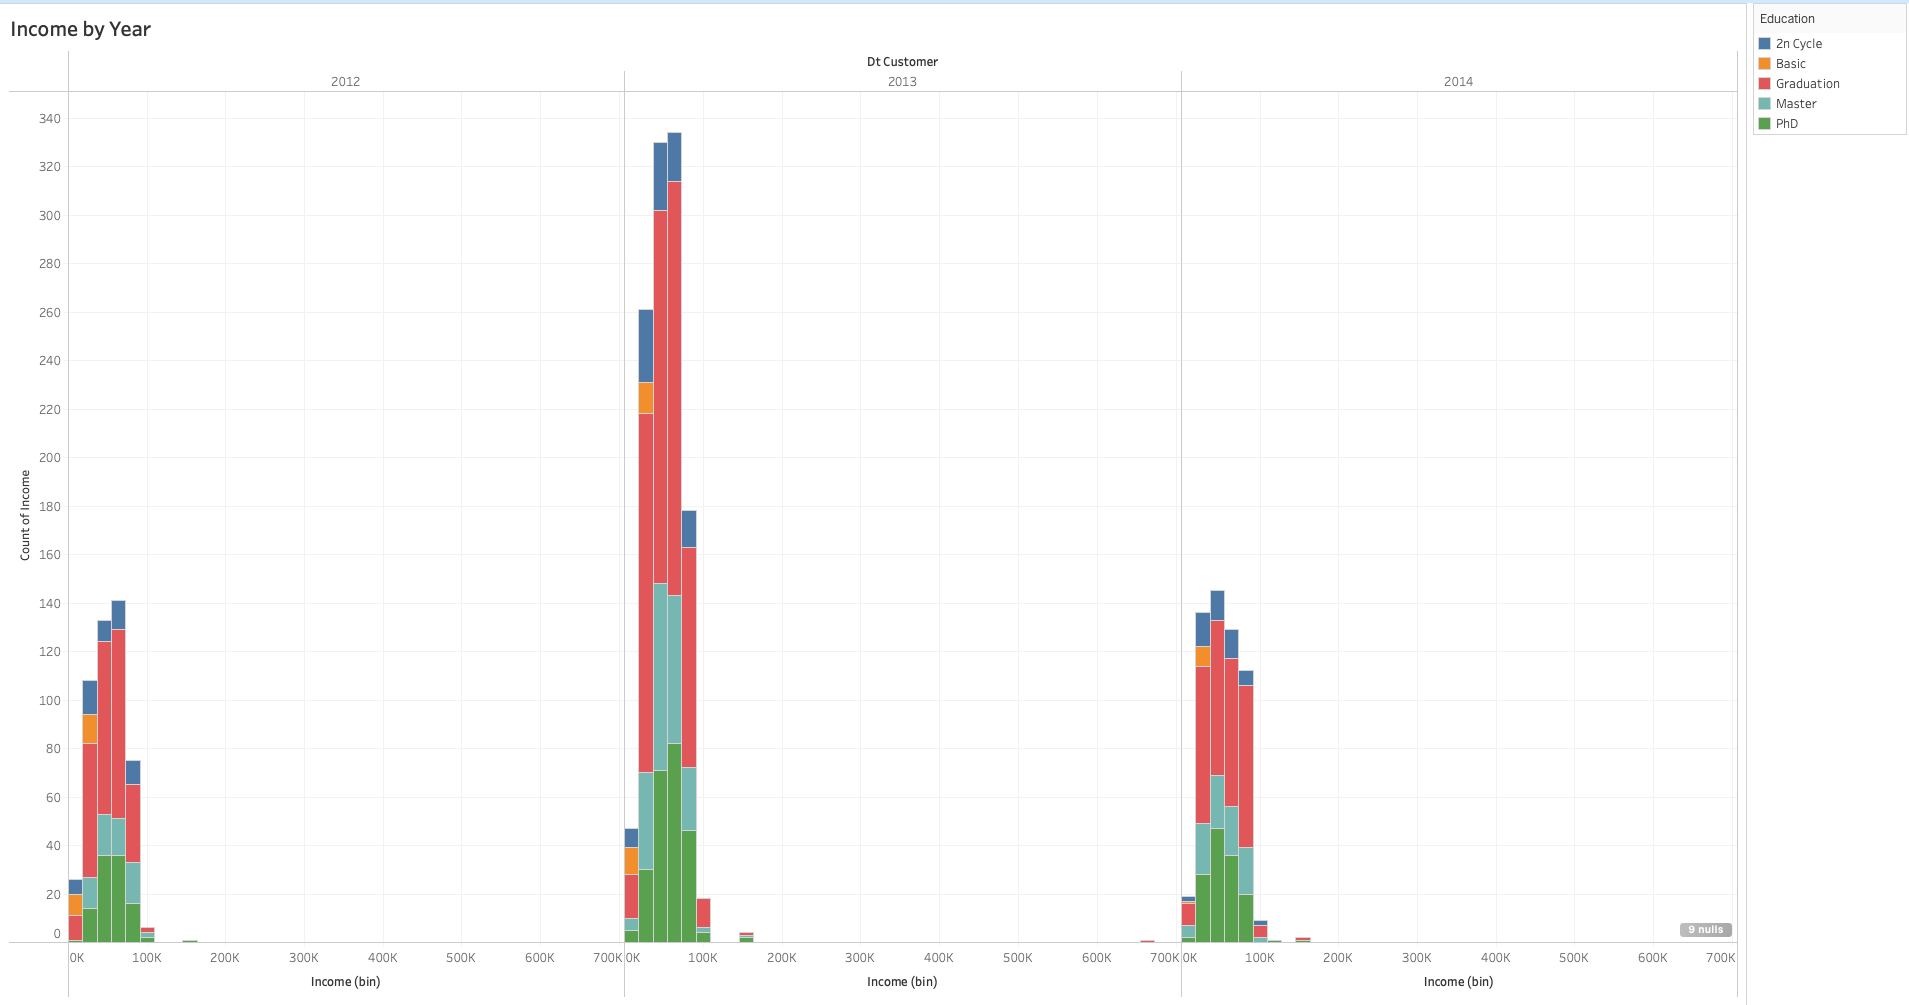 Income by Year
Dt Customer
2012 2013 2014
Count of Income
340
320
300
280
260
240
220
200
180
160
140
120
100
80
60
40
20
0
0K 100K 200K 300K 400K 500K 600K 700K 0K 100K 200K 300K 400K 500K 600K 700K 0K 100K 200K 300K 400K 500K 600K 700K
Income (bin) Income (bin) Income (bin)
9 nulls
Education
2n Cycle
Basic
Graduation
Master
PhD